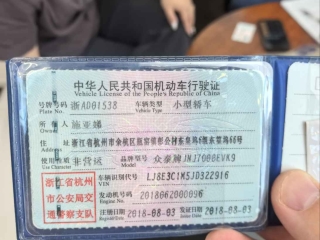 中华人民共和国机动车行驶证
Vehicle License of the People's Republic of China
号牌号码 浙AD01538 车辆类型 小型轿车
Plate No. Vehicle Type
所有人 施亚娜
Owner
住址 浙江省杭州市余杭区
Address
使用性质 非营运 品牌型号 众泰牌JNJ7000EVK9
Use Character Model
浙江省杭州
市公安局交
通警察支队
车辆识别代号 LJ8E3C1M5JD322916
VIN
发动机号码 2018062000096
Engine No.
注册日期 2018-08-03 发证日期 2018-08-03
Register Date Issue Date